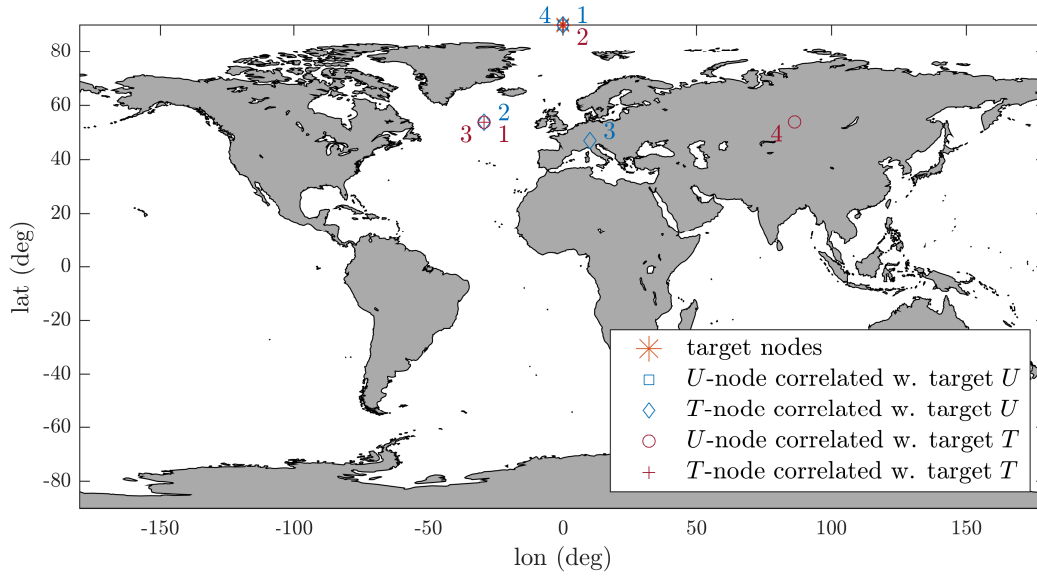 4 1
2
80
60
2
3 1
3
4
40
20
0
-20
-40
-60
-80
lat (deg)
target nodes
U-node correlated w. target U
T-node correlated w. target U
U-node correlated w. target T
T-node correlated w. target T
-150 -100 -50 0 50 100 150
lon (deg)